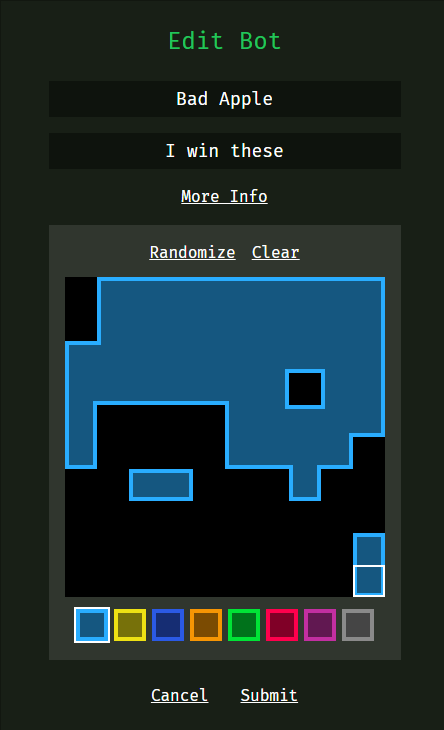 Edit Bot
Bad Apple
I win these
More Info
Randomize Clear
Cancel Submit